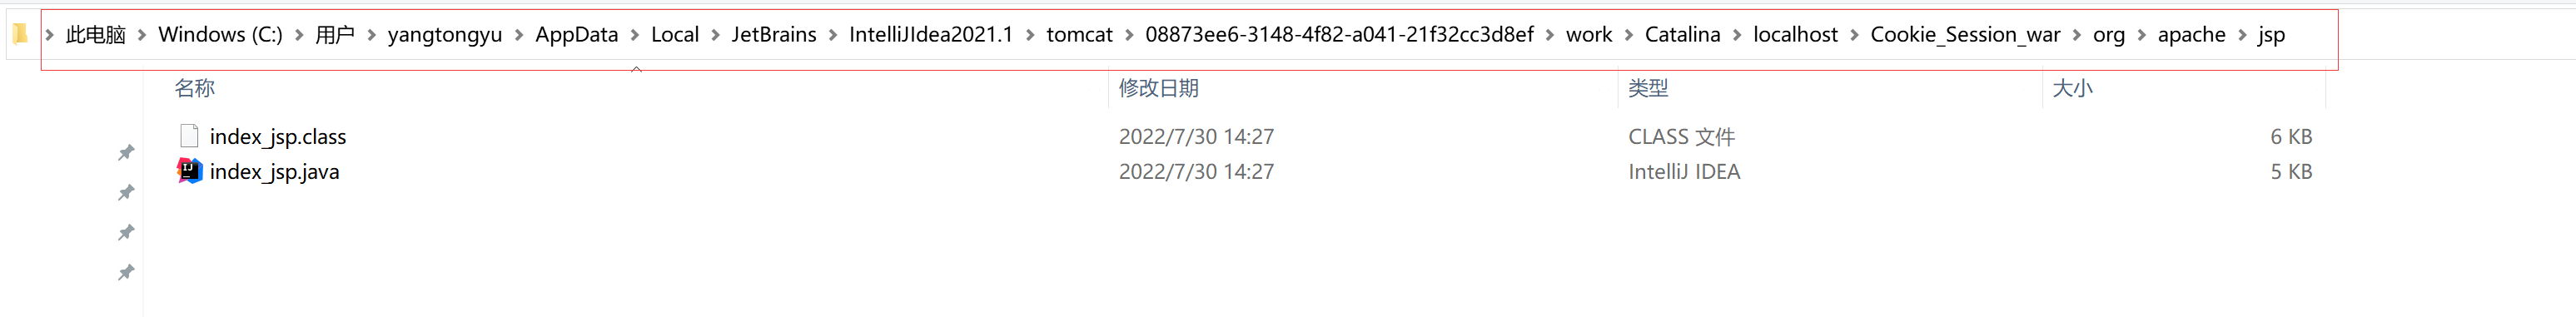 此电脑 > Windows (C:) > 用户 > yangtongyu > AppData > Local > JetBrains > IntelliJIdea2021.1 > tomcat > 08873ee6-3148-4f82-a041-21f32cc3d8ef > work > Catalina > localhost > Cookie_Session_war > org > apache > jsp
名称 修改日期 类型 大小
index_jsp.class 2022/7/30 14:27 CLASS 文件 6 KB
index_jsp.java 2022/7/30 14:27 IntelliJ IDEA 5 KB